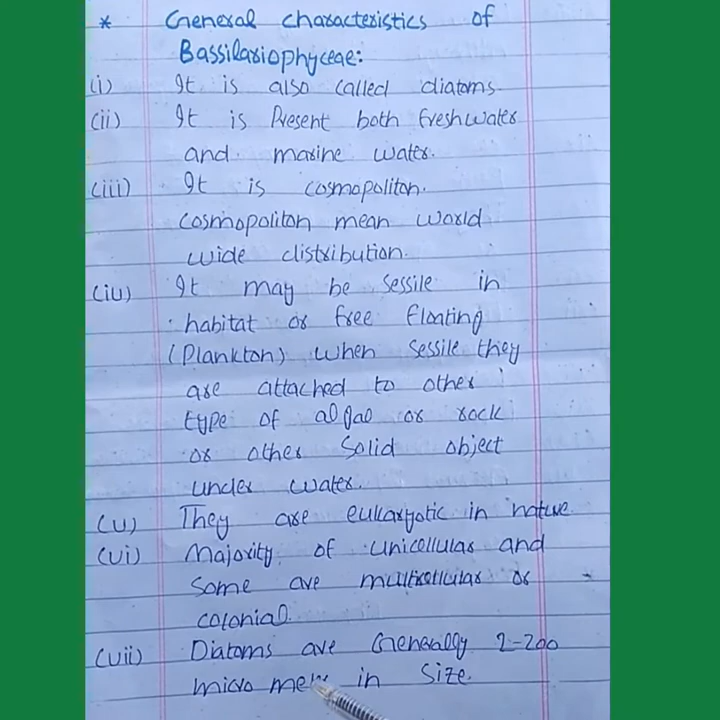 * General characteristics of
Bassilariophyceae:
(i) It is also called diatoms
(ii) It is Present both freshwater
and marine water.
(iii) It is cosmopoliton.
cosmopoliton mean world
wide distribution.
(iv) It may be sessile in
habitat or free floating
(Plankton) when sessile they
are attached to other
type of algae or rock
or other Solid object
under water.
(v) They are eukaryotic in nature
(vi) Majority of unicellular and
some are multicellular or
colonial.
(vii) Diatoms are Generally 2-200
micro in size.